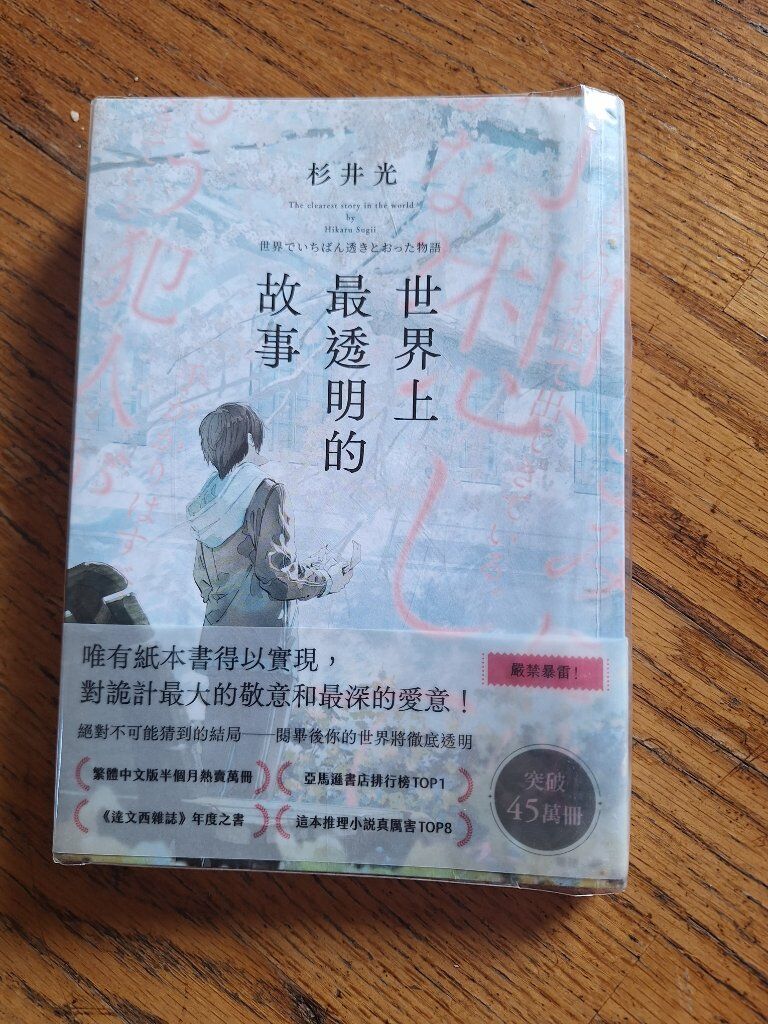 杉井光
The clearest story in the world
by
Hikaru Sugii
世界でいちばん透きとおった物語
世界上
最透明的
故事
唯有紙本書得以實現，
對詭計最大的敬意和最深的愛意！
嚴禁暴雷！
絕對不可能猜到的結局——闔畢後你的世界將徹底透明
繁體中文版半個月熱賣萬冊
亞馬遜書店排行榜TOP1
《達文西雜誌》年度之書
這本推理小說真厲害TOP8
突破
45萬冊